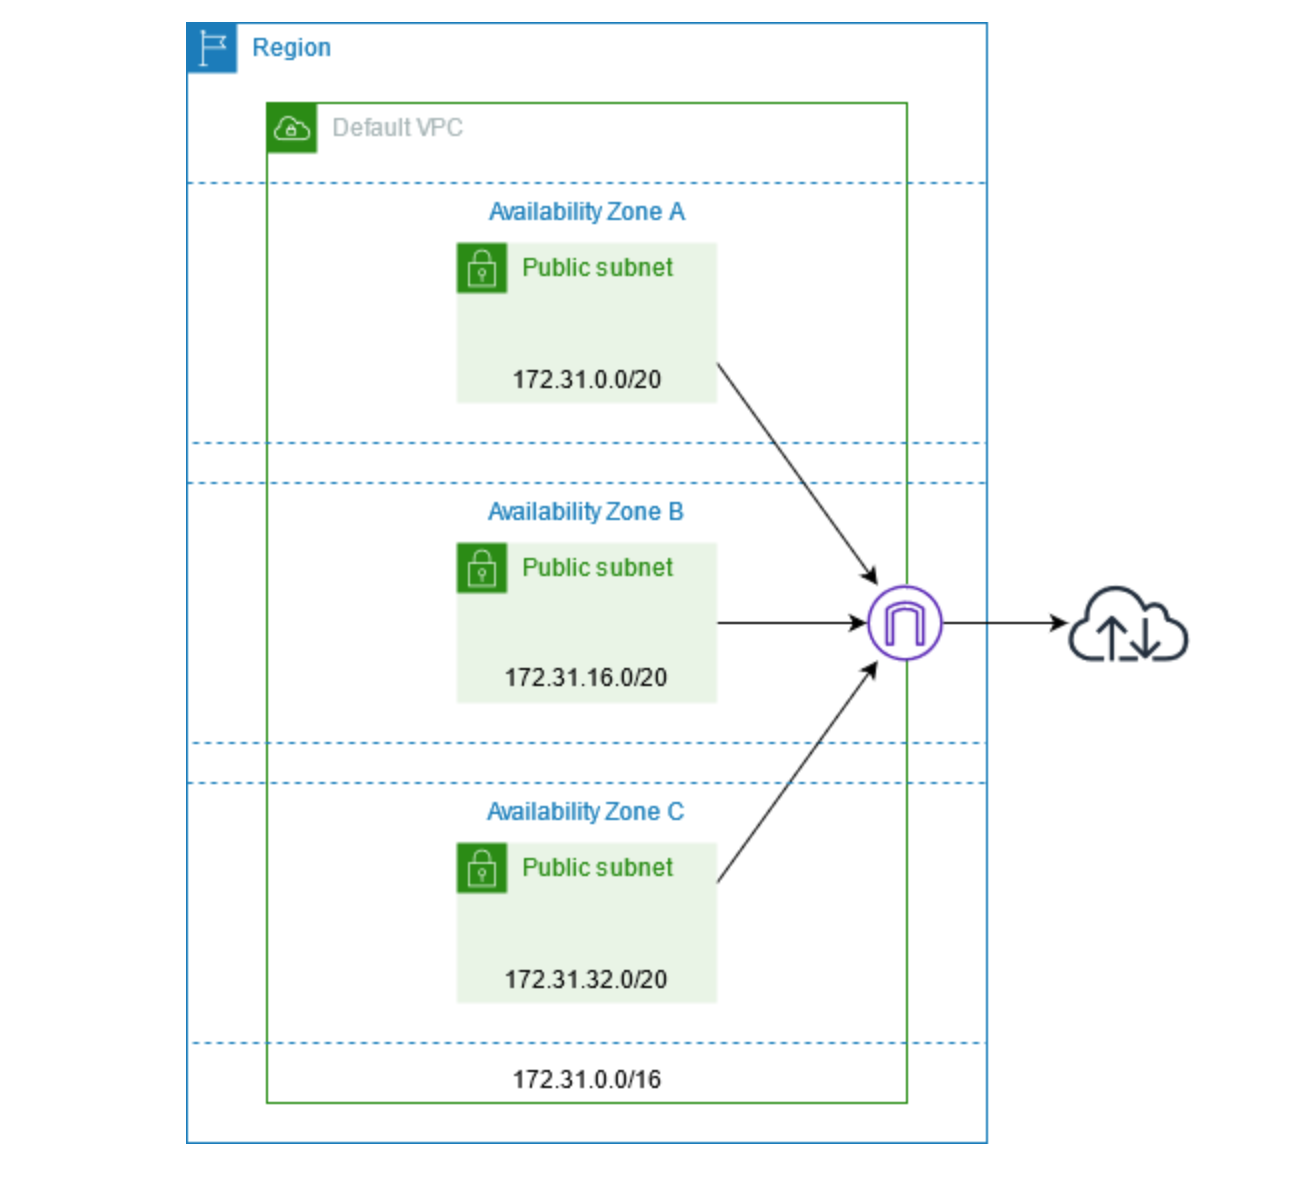 Region
Default VPC
Availability Zone A
Public subnet
172.31.0.0/20
Availability Zone B
Public subnet
172.31.16.0/20
Availability Zone C
Public subnet
172.31.32.0/20
172.31.0.0/16